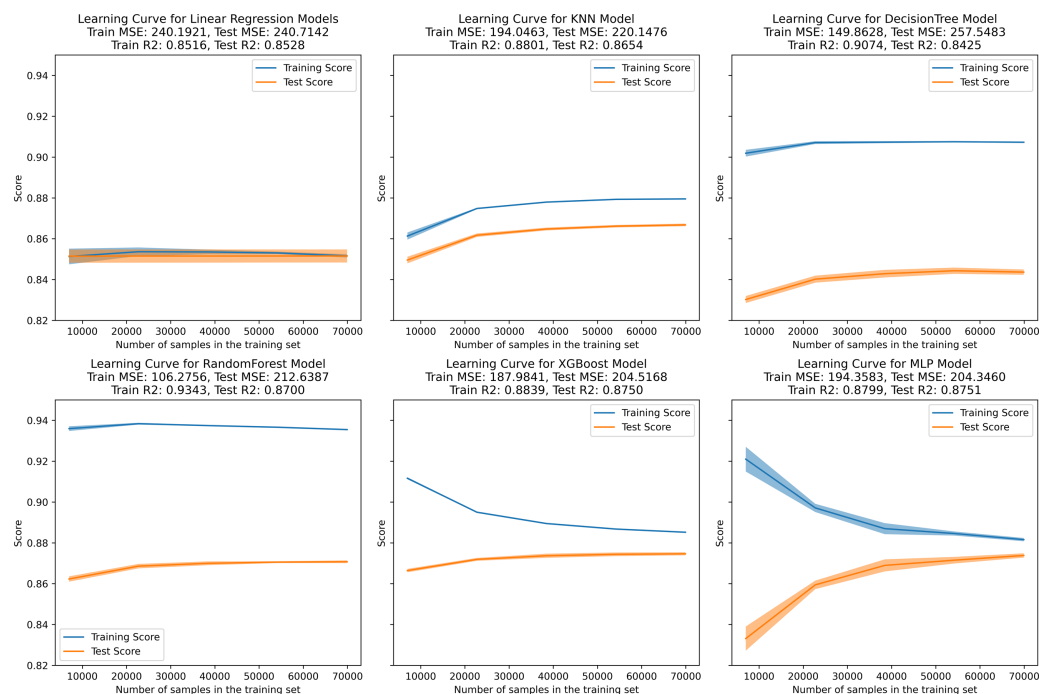 Learning Curve for Linear Regression Models
Train MSE: 240.1921, Test MSE: 240.7142
Train R2: 0.8516, Test R2: 0.8528
Training Score
Test Score
0.94
0.92
0.90
0.88
0.86
0.84
0.82
Score
10000 20000 30000 40000 50000 60000 70000
Number of samples in the training set
Learning Curve for KNN Model
Train MSE: 194.0463, Test MSE: 220.1476
Train R2: 0.8801, Test R2: 0.8654
Training Score
Test Score
Score
10000 20000 30000 40000 50000 60000 70000
Number of samples in the training set
Learning Curve for DecisionTree Model
Train MSE: 149.8628, Test MSE: 257.5483
Train R2: 0.9074, Test R2: 0.8425
Training Score
Test Score
Score
10000 20000 30000 40000 50000 60000 70000
Number of samples in the training set
Learning Curve for RandomForest Model
Train MSE: 106.2756, Test MSE: 212.6387
Train R2: 0.9343, Test R2: 0.8700
0.94
0.92
0.90
0.88
0.86
0.84
0.82
Score
Training Score
Test Score
10000 20000 30000 40000 50000 60000 70000
Number of samples in the training set
Learning Curve for XGBoost Model
Train MSE: 187.9841, Test MSE: 204.5168
Train R2: 0.8839, Test R2: 0.8750
Training Score
Test Score
Score
10000 20000 30000 40000 50000 60000 70000
Number of samples in the training set
Learning Curve for MLP Model
Train MSE: 194.3583, Test MSE: 204.3460
Train R2: 0.8799, Test R2: 0.8751
Training Score
Test Score
Score
10000 20000 30000 40000 50000 60000 70000
Number of samples in the training set